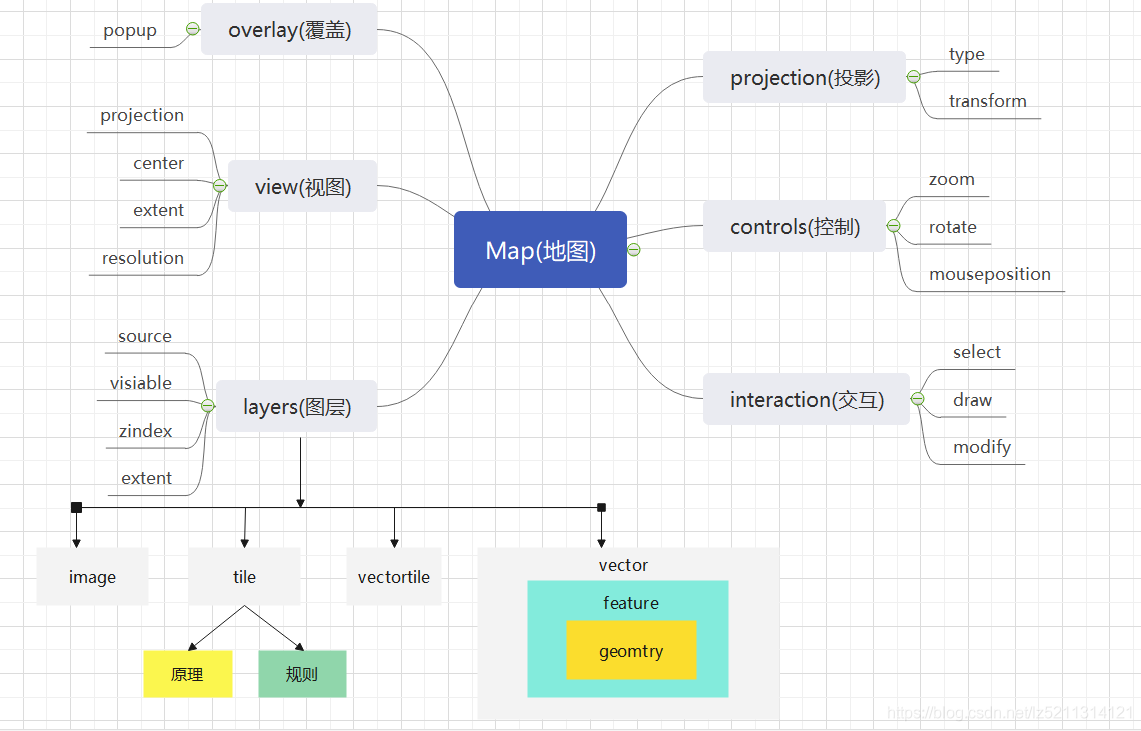 popup
overlay(覆盖)
projection
center
extent
resolution
view(视图)
source
visiable
zindex
extent
layers(图层)
Map(地图)
projection(投影)
type
transform
controls(控制)
zoom
rotate
mouseposition
interaction(交互)
select
draw
modify
image
tile
vectortile
vector
feature
geomtry
原理
规则
https://blog.csdn.net/lz5211314121